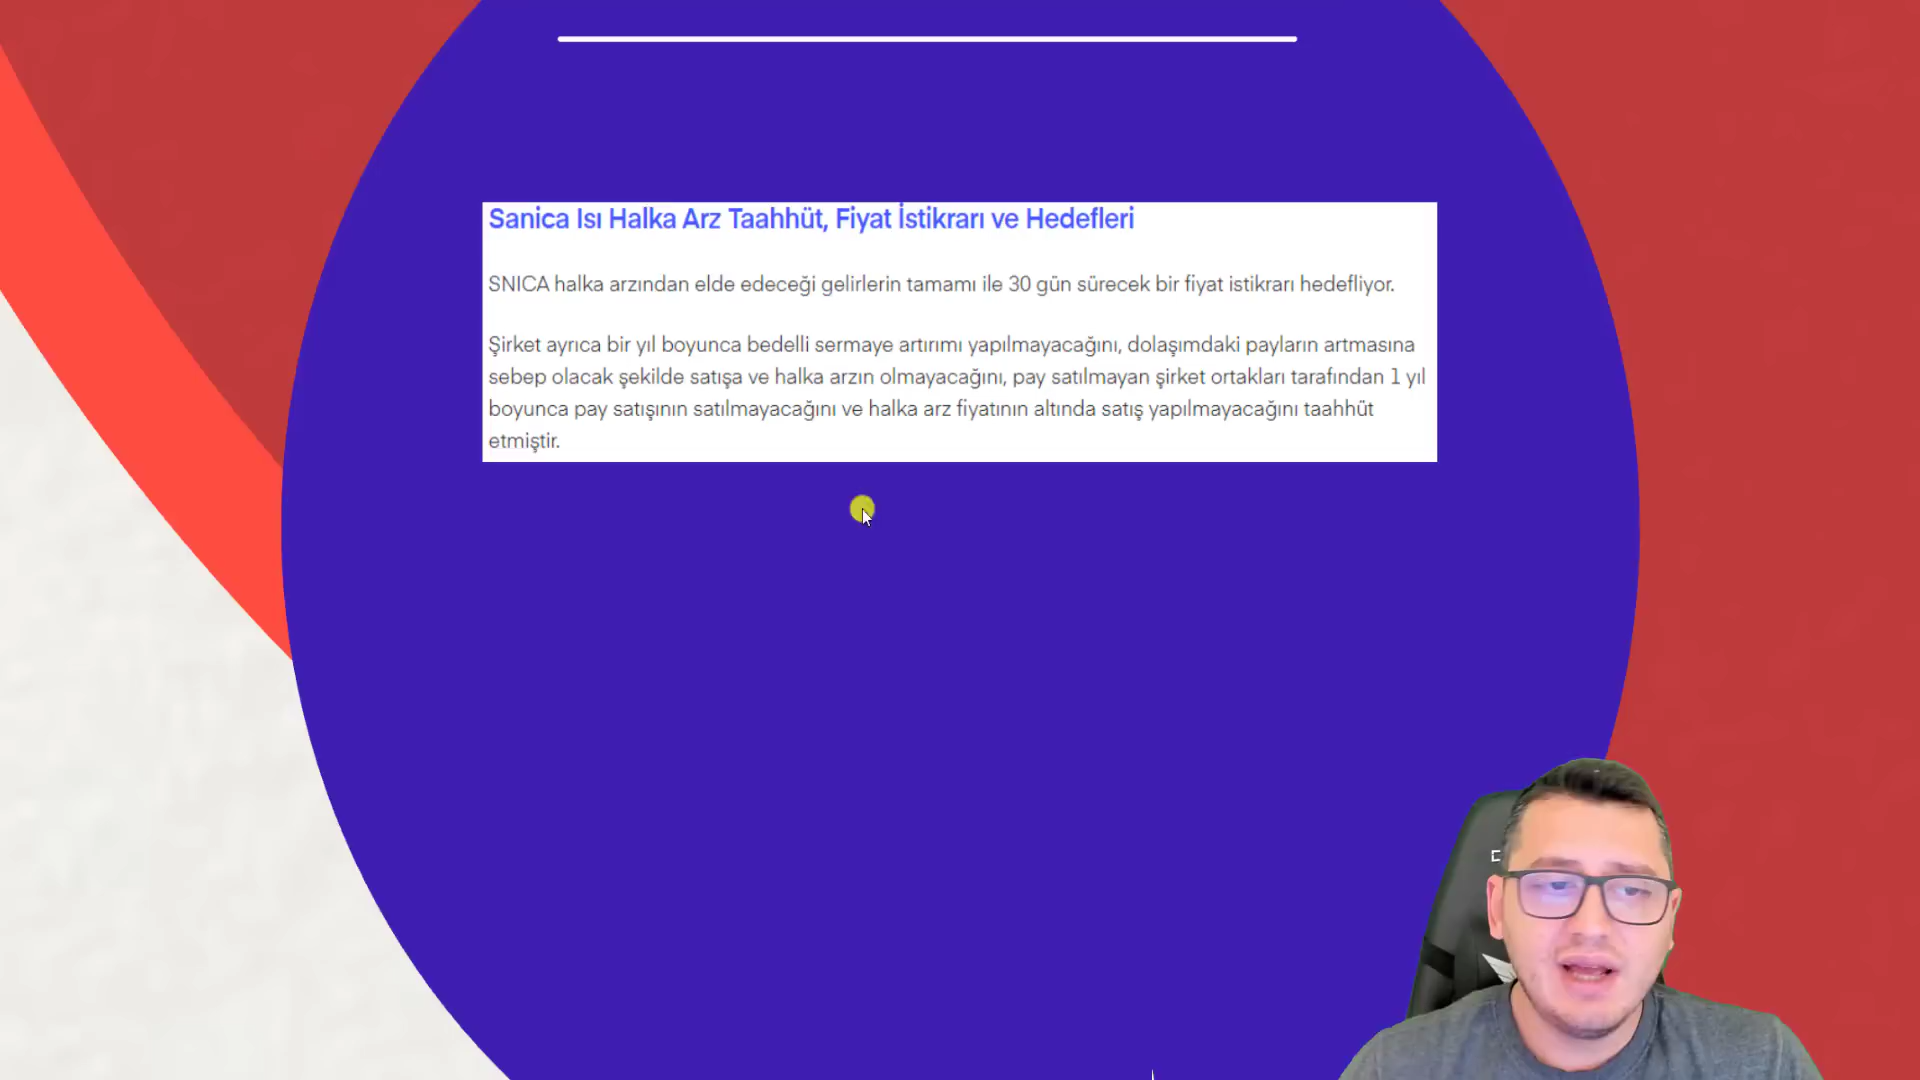 Sanica Isı Halka Arz Taahhüt, Fiyat İstikrarı ve Hedefleri
SNICA halka arzından elde edeceği gelirlerin tamamı ile 30 gün sürecek bir fiyat istikrarı hedefliyor.
Şirket ayrıca bir yıl boyunca bedelli sermaye artırımı yapılmayacağını, dolaşımdaki payların artmasına
sebep olacak şekilde satışa ve halka arzın olmayacağını, pay satılmayan şirket ortakları tarafından 1 yıl
boyunca pay satışının satılmayacağını ve halka arz fiyatının altında satış yapılmayacağını taahhüt
etmiştir.